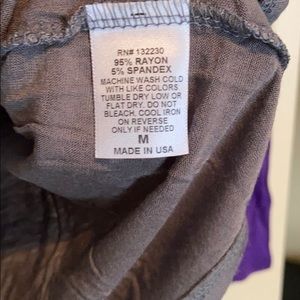 RN# 132230
95% RAYON
5% SPANDEX
MACHINE WASH COLD
WITH LIKE COLORS
TUMBLE DRY LOW OR
FLAT DRY. DO NOT
BLEACH. COOL IRON
ON REVERSE
ONLY IF NEEDED
M
MADE IN USA